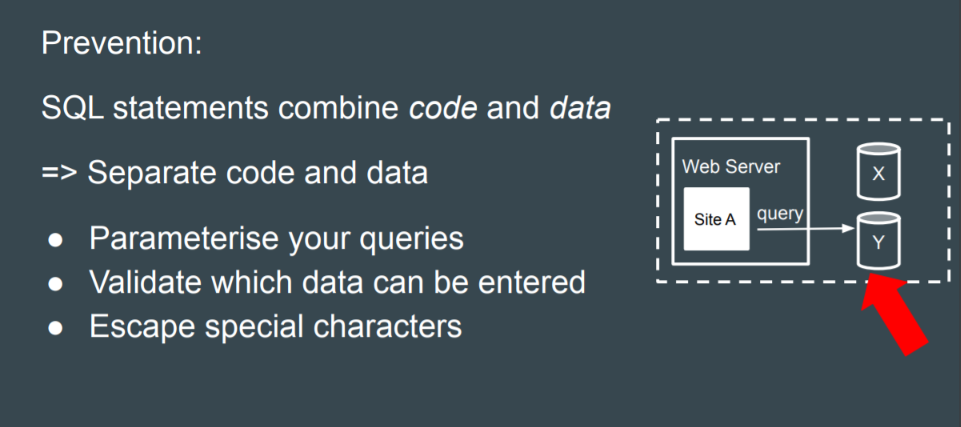 Prevention:
SQL statements combine code and data
=> Separate code and data
● Parameterise your queries
● Validate which data can be entered
● Escape special characters
Web Server
Site A
query
X
Y